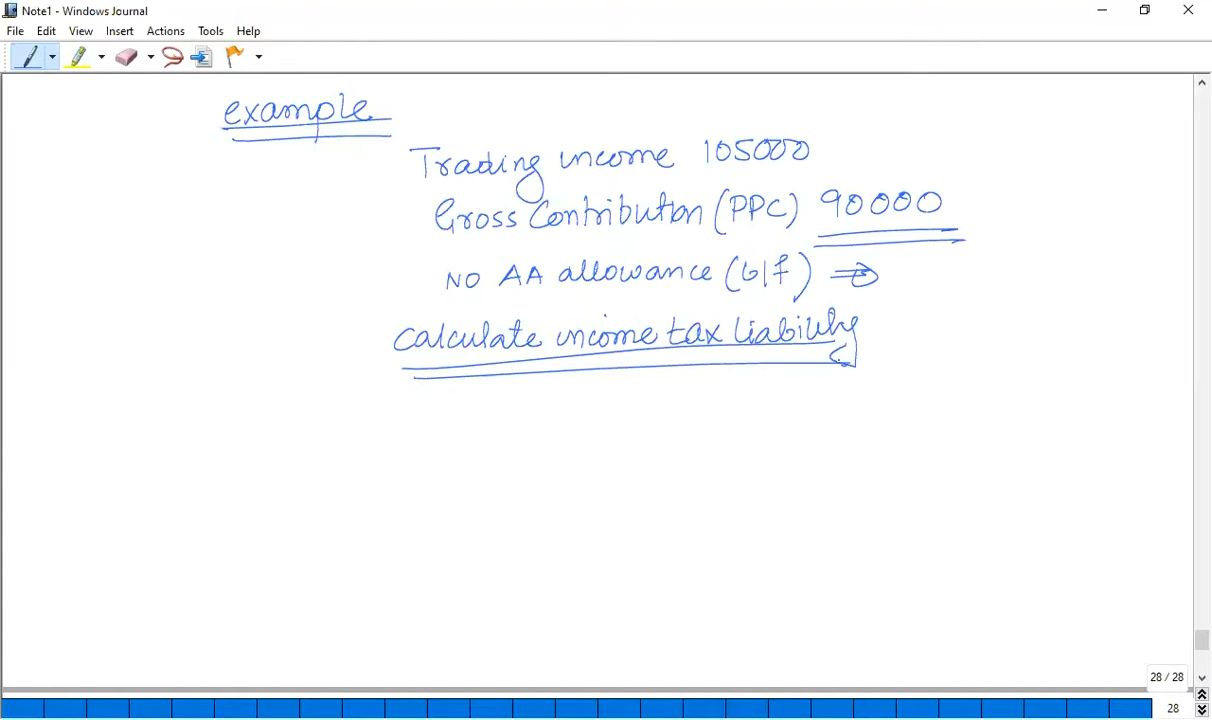 Note1 - Windows Journal
File Edit View Insert Actions Tools Help
example
Trading income 105000
Gross Contribution (PPC) 90000
NO AA allowance (b/f) ⇒
calculate income tax liability
28 / 28
28